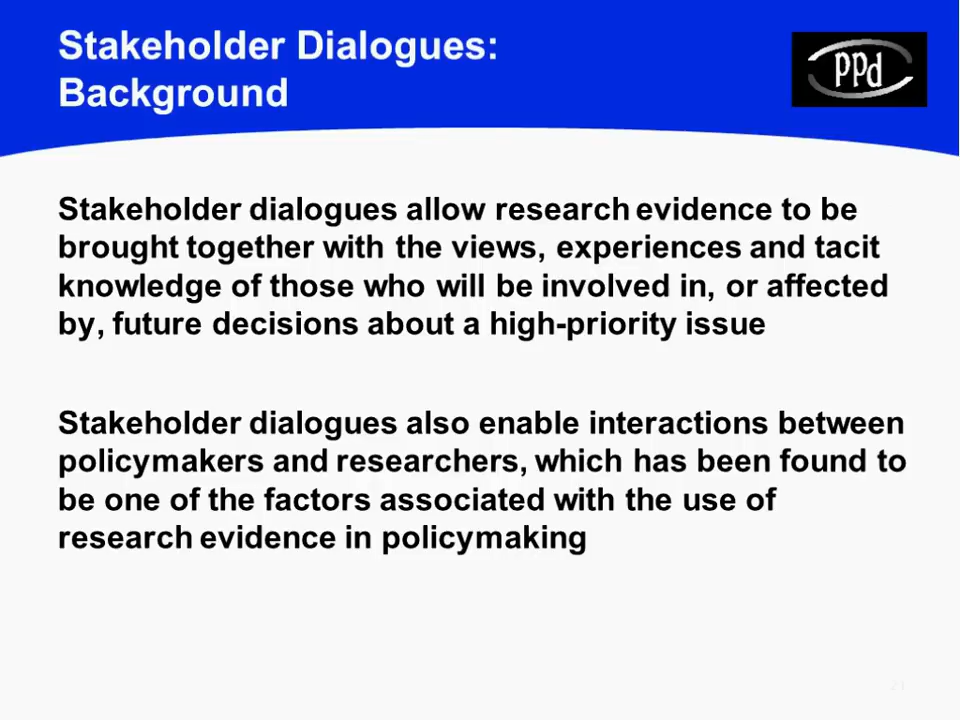 Stakeholder Dialogues:
Background
ppd
Stakeholder dialogues allow research evidence to be
brought together with the views, experiences and tacit
knowledge of those who will be involved in, or affected
by, future decisions about a high-priority issue
Stakeholder dialogues also enable interactions between
policymakers and researchers, which has been found to
be one of the factors associated with the use of
research evidence in policymaking
21